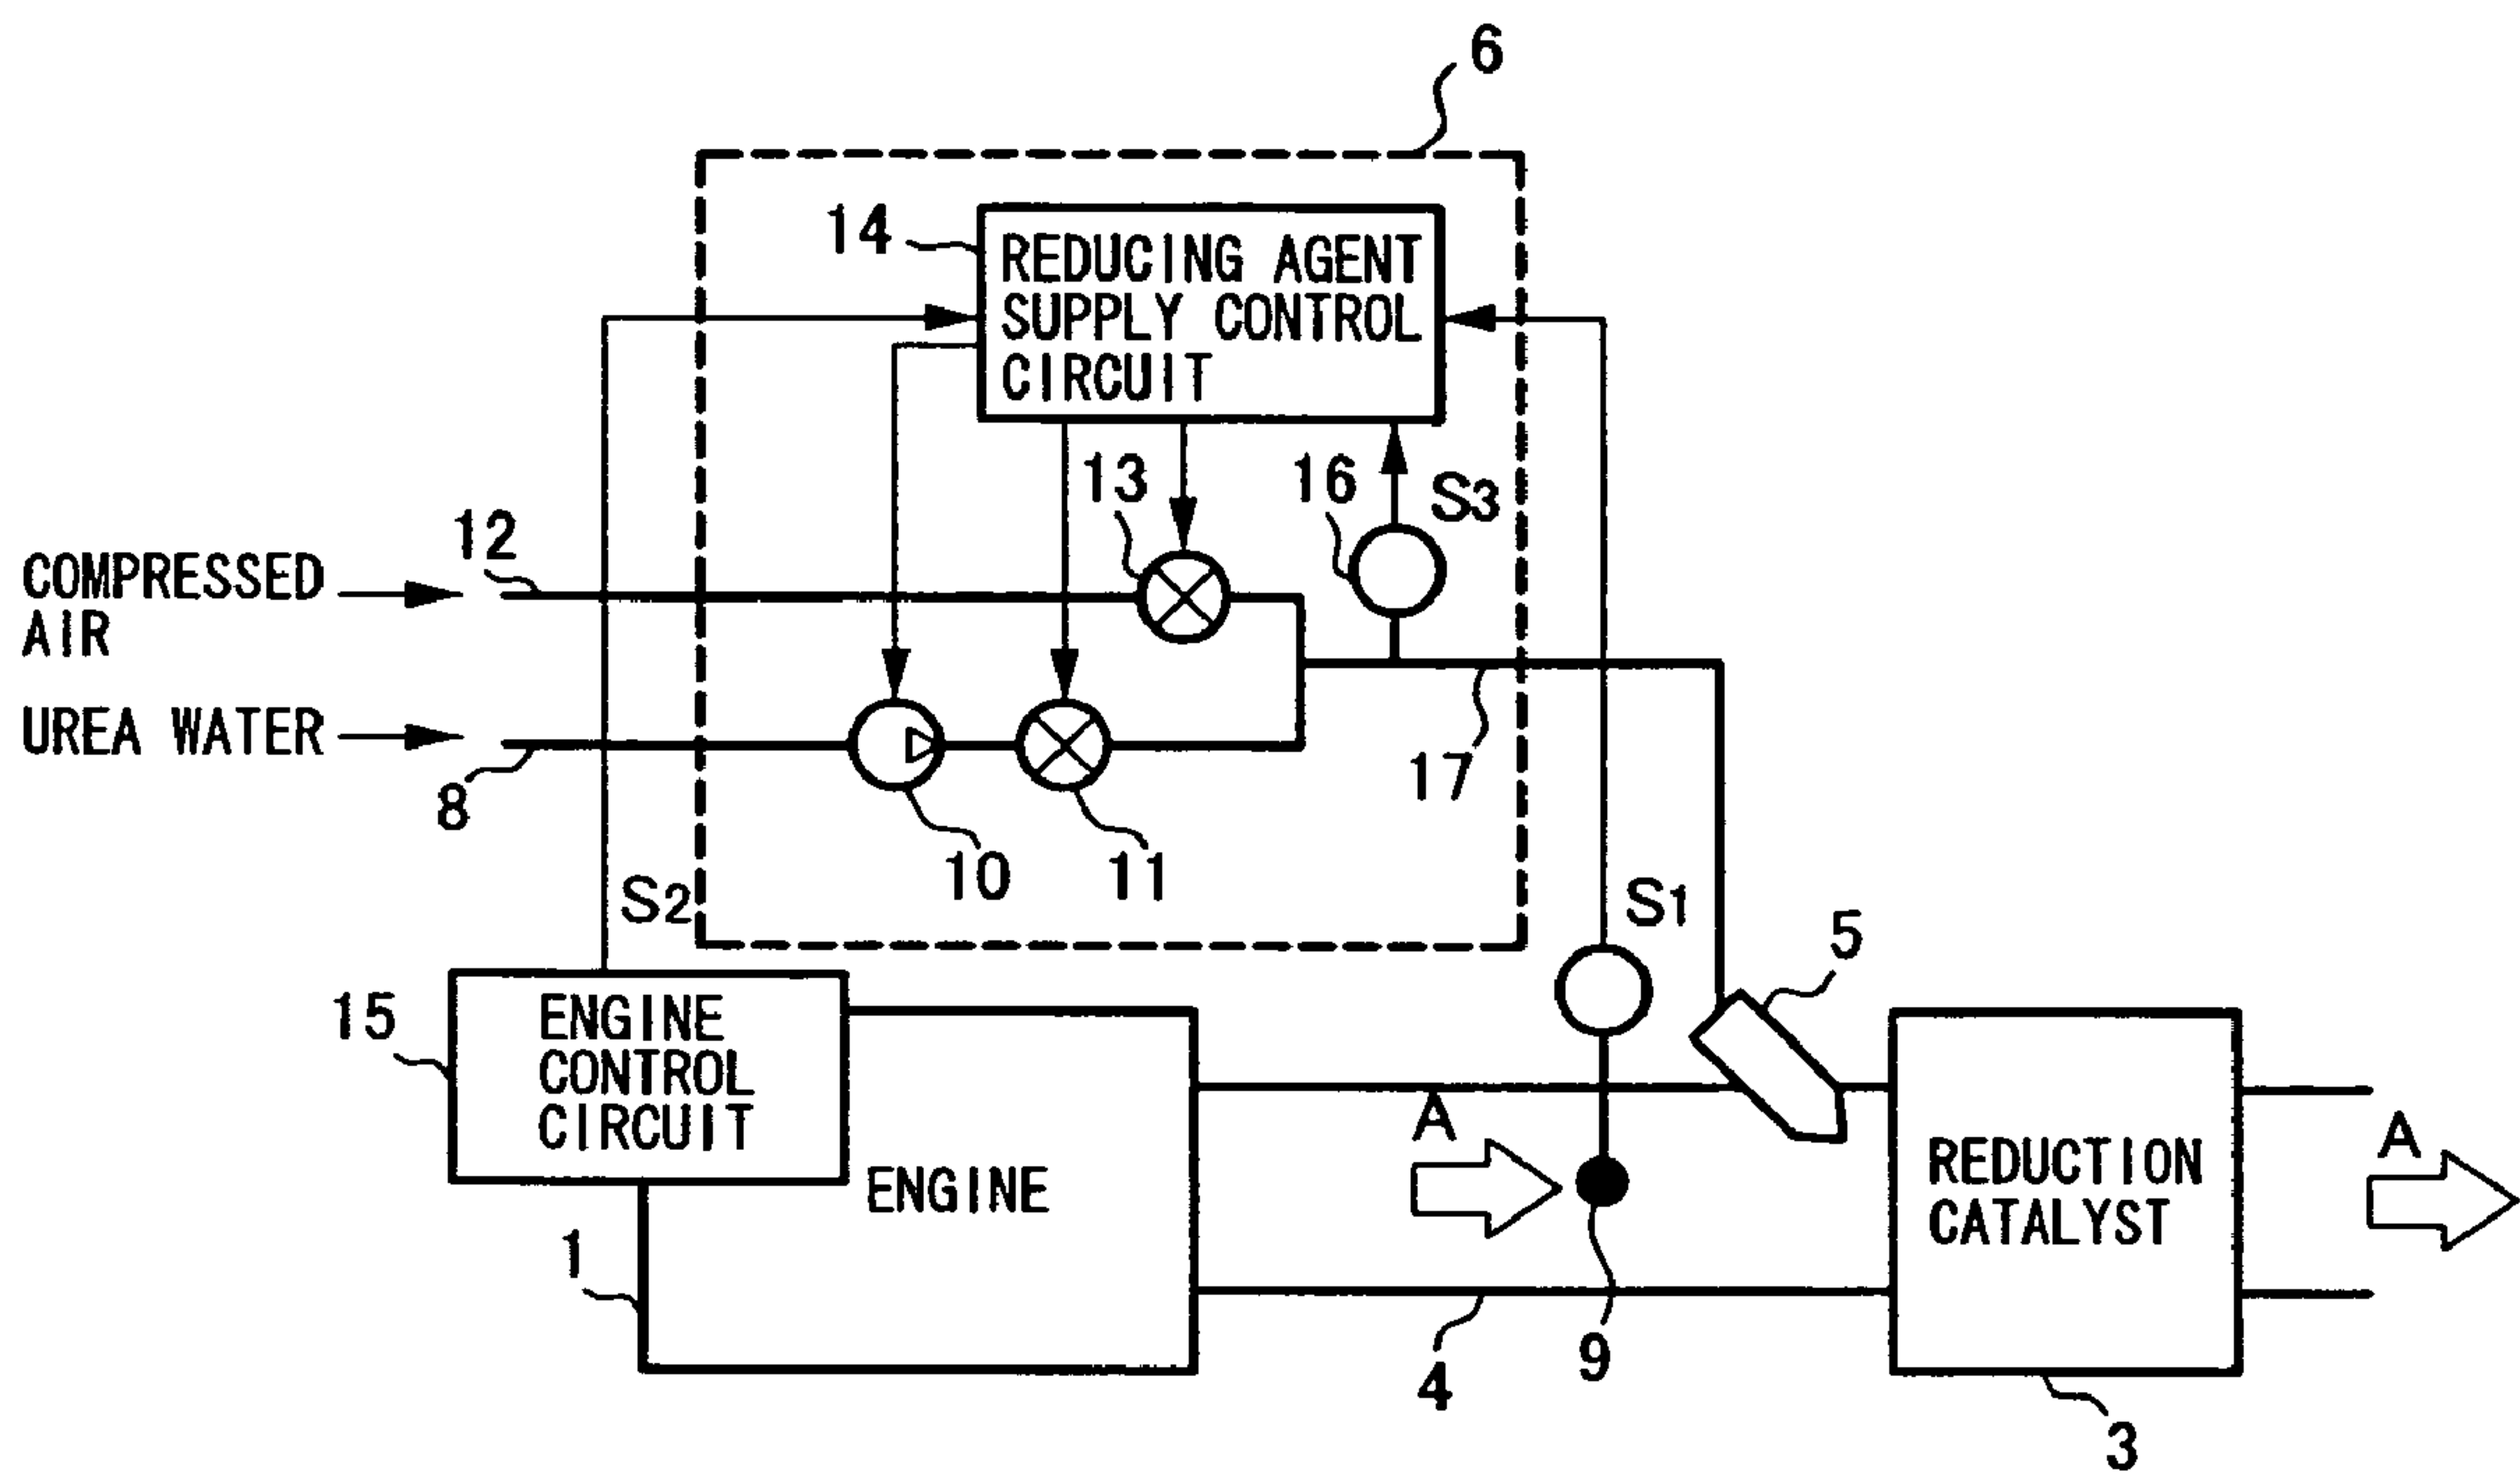 6
14
REDUCING AGENT
SUPPLY CONTROL
CIRCUIT
13
16
S3
12
COMPRESSED
AIR
UREA WATER
8
17
10
11
S2
S1
5
15
ENGINE
CONTROL
CIRCUIT
ENGINE
A
A
REDUCTION
CATALYST
1
9
4
3